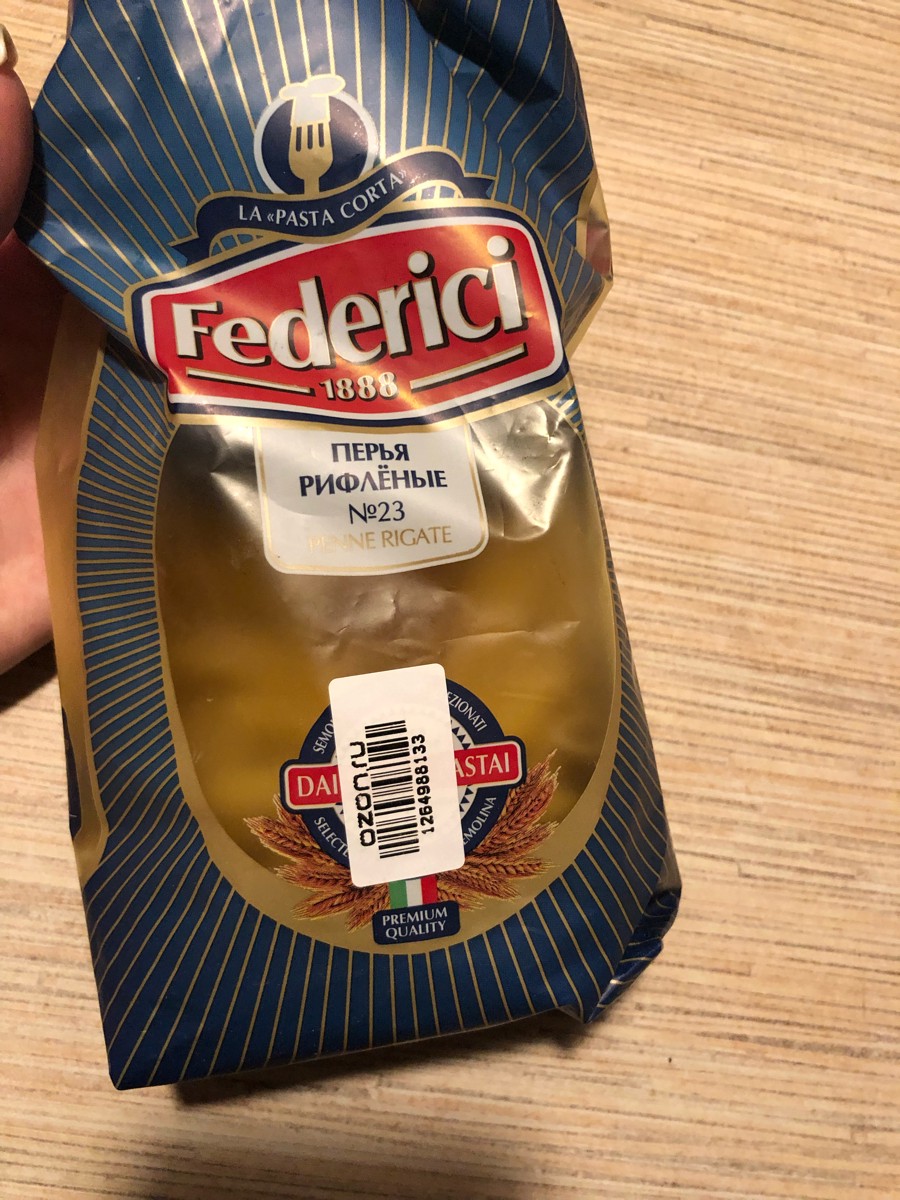 LA «PASTA CORTA»
Federici
1888
ПЕРЬЯ
РИФЛЁНЫЕ
№23
PENNE RIGATE
ozon.ru
1264988133
PREMIUM
QUALITY